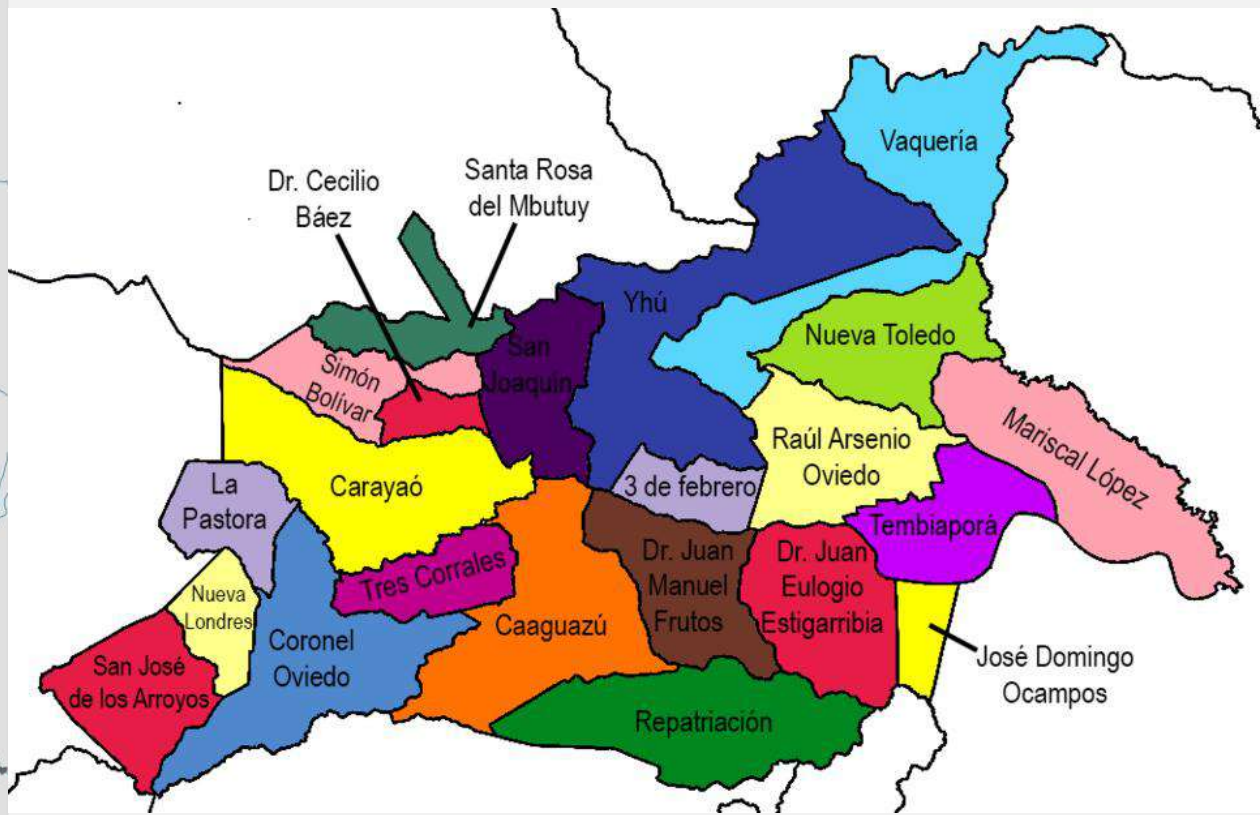 Vaquería
Santa Rosa
del Mbutuy
Dr. Cecilio
Báez
Yhú
Nueva Toledo
San
Joaquin
Simón
Bolívar
Mariscal López
Raúl Arsenio
Oviedo
La
Pastora
Carayaó
3 de febrero
Tembiaporá
Tres Corrales
Dr. Juan
Manuel
Frutos
Dr. Juan
Eulogio
Estigarribia
Nueva
Londres
Coronel
Oviedo
Caaguazú
San José
de los Arroyos
José Domingo
Ocampos
Repatriación